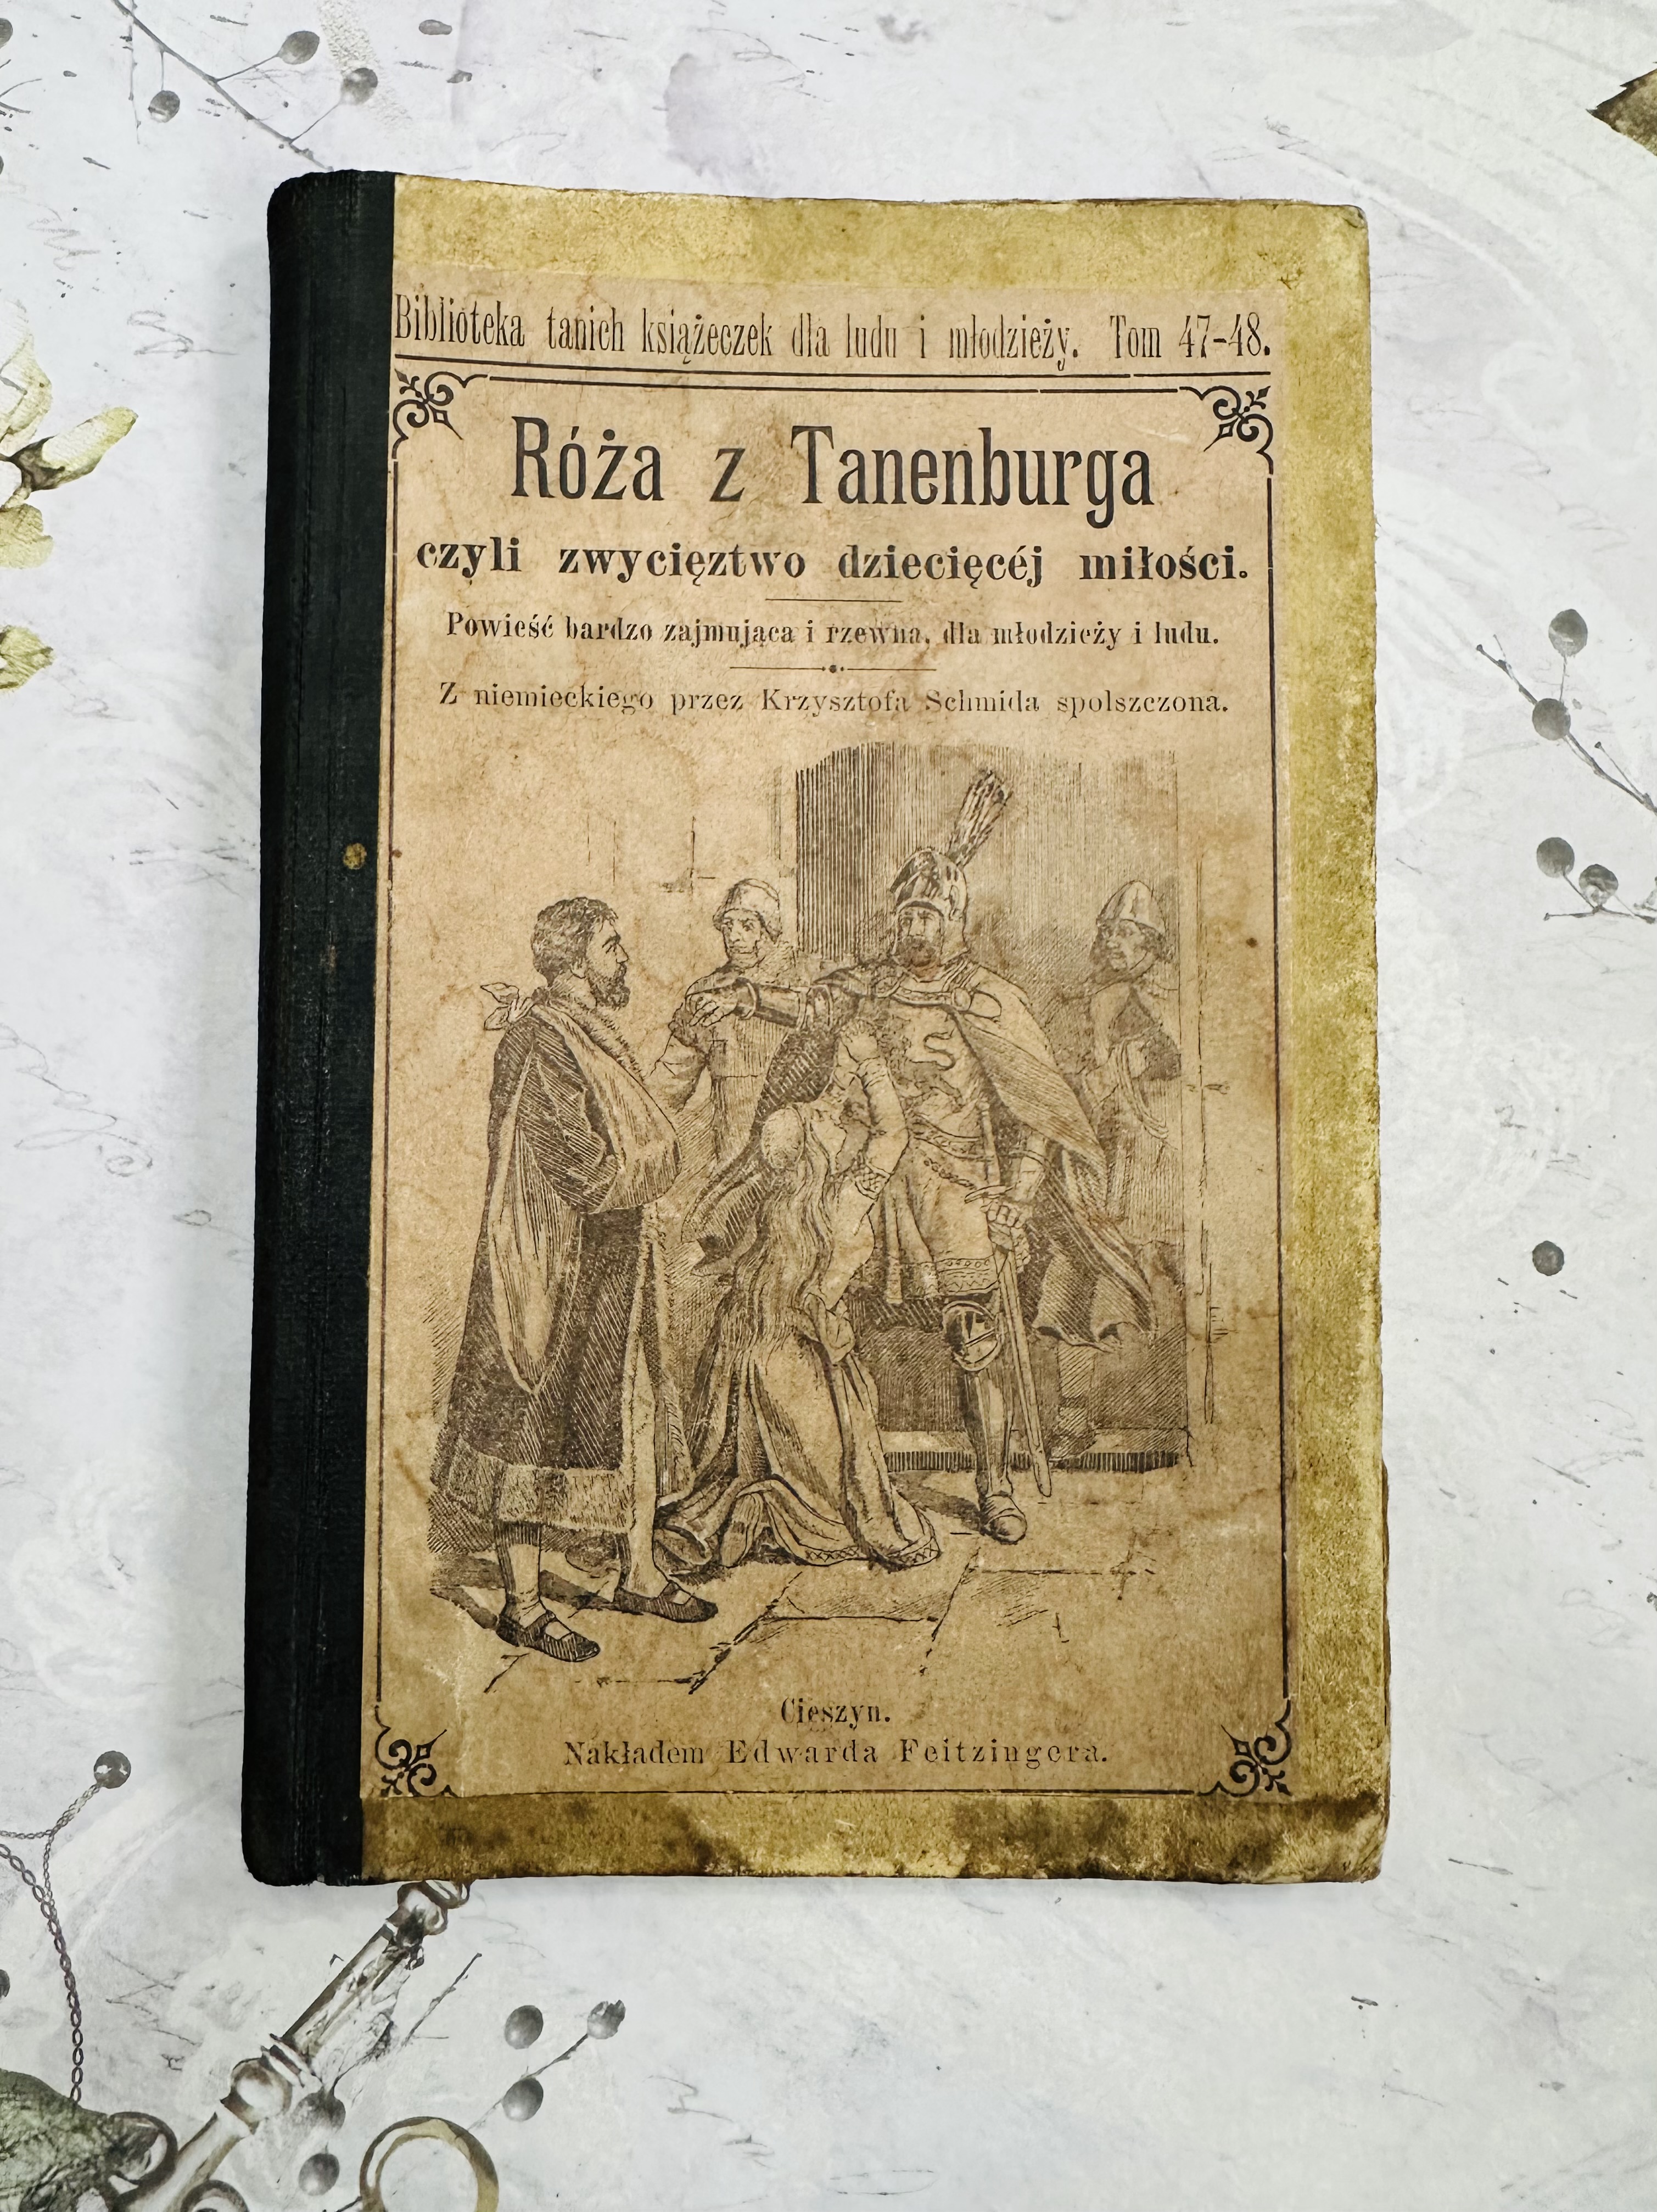 Biblioteka tanich książeczek dla ludu i młodzieży. Tom 47-48.
Róża z Tanenburga
czyli zwycięztwo dziecięcéj miłości.
Powieść bardzo zajmująca i rzewna, dla młodzieży i ludu.
Z niemieckiego przez Krzysztofa Schmida spolszczona.
Cieszyn.
Nakładem Edwarda Feitzingera.